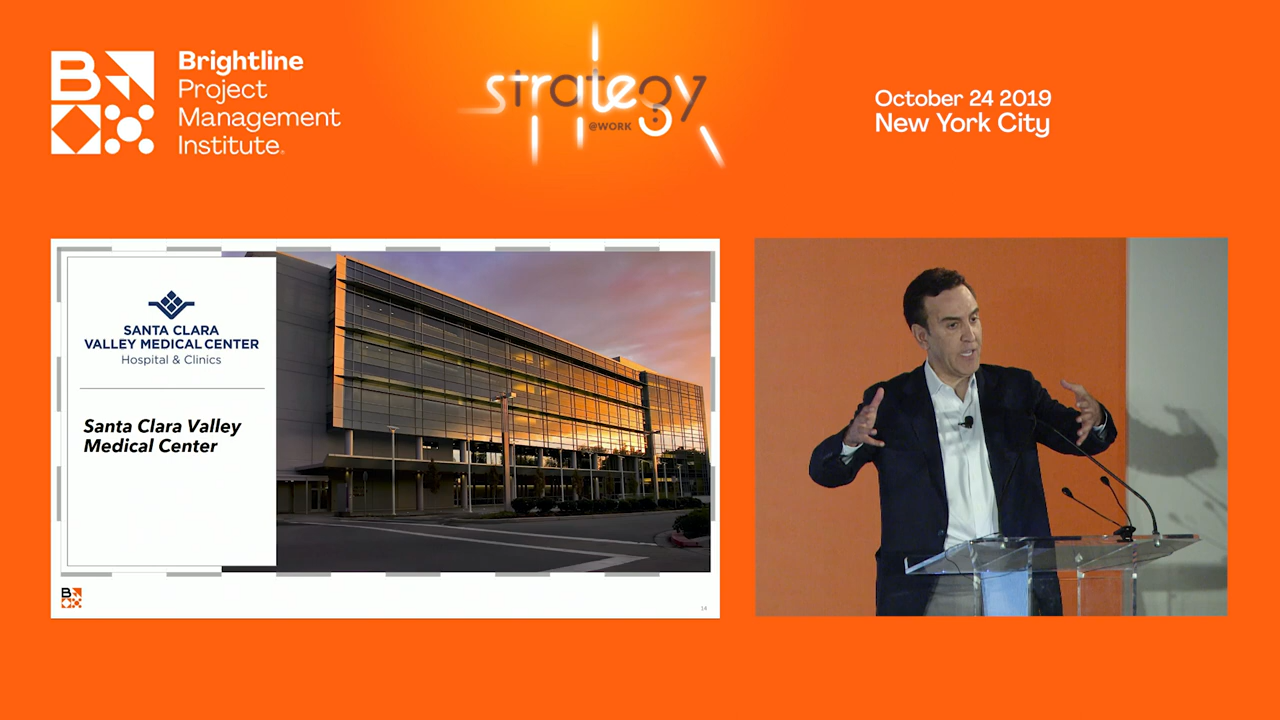 Brightline
Project
Management
Institute.
strategy
@WORK
October 24 2019
New York City
SANTA CLARA
VALLEY MEDICAL CENTER
Hospital & Clinics
Santa Clara Valley
Medical Center
B
14